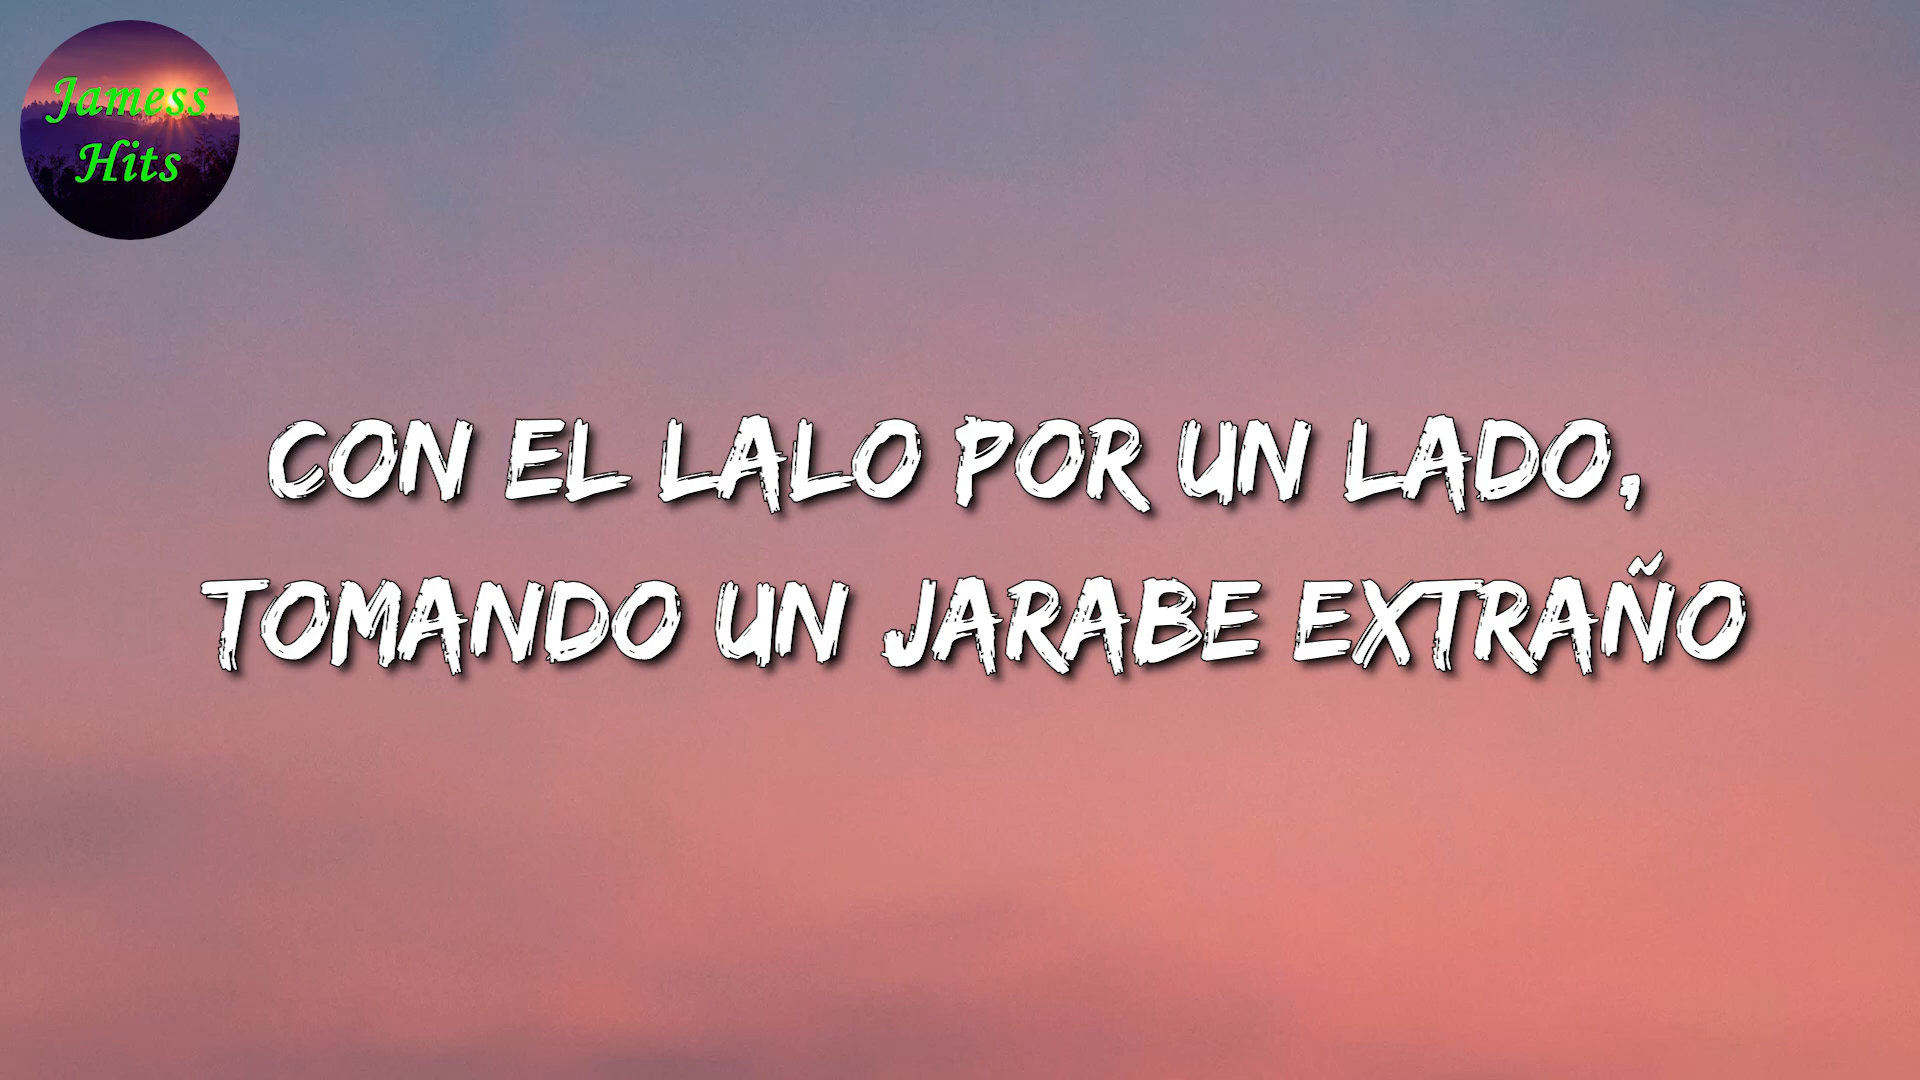 Jamess
Hits
CON EL LALO POR UN LADO,
TOMANDO UN JARABE EXTRAÑO